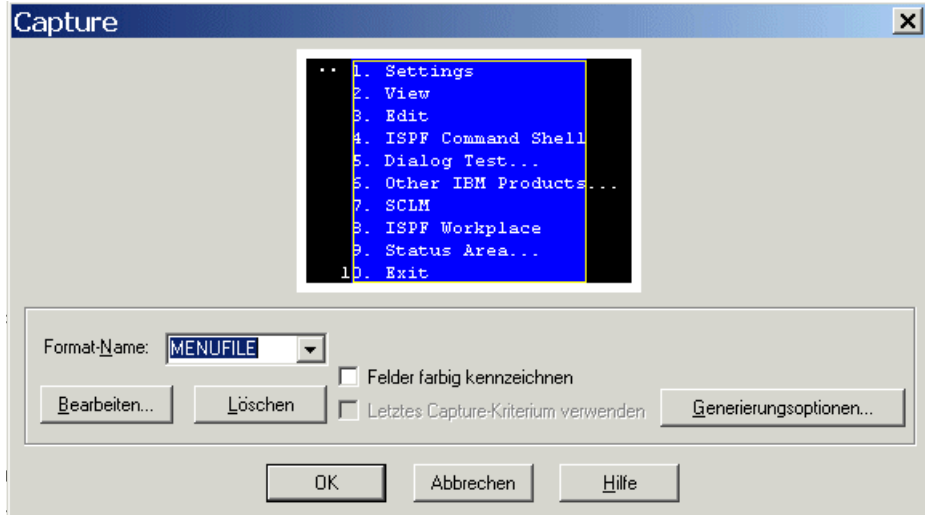 Capture
·· 1. Settings
2. View
3. Edit
4. ISPF Command Shell
5. Dialog Test...
6. Other IBM Products...
7. SCLM
8. ISPF Workplace
9. Status Area...
10. Exit
Format-Name: MENUFILE
Felder farbig kennzeichnen
Bearbeiten... Löschen Letztes Capture-Kriterium verwenden Generierungsoptionen...
OK Abbrechen Hilfe